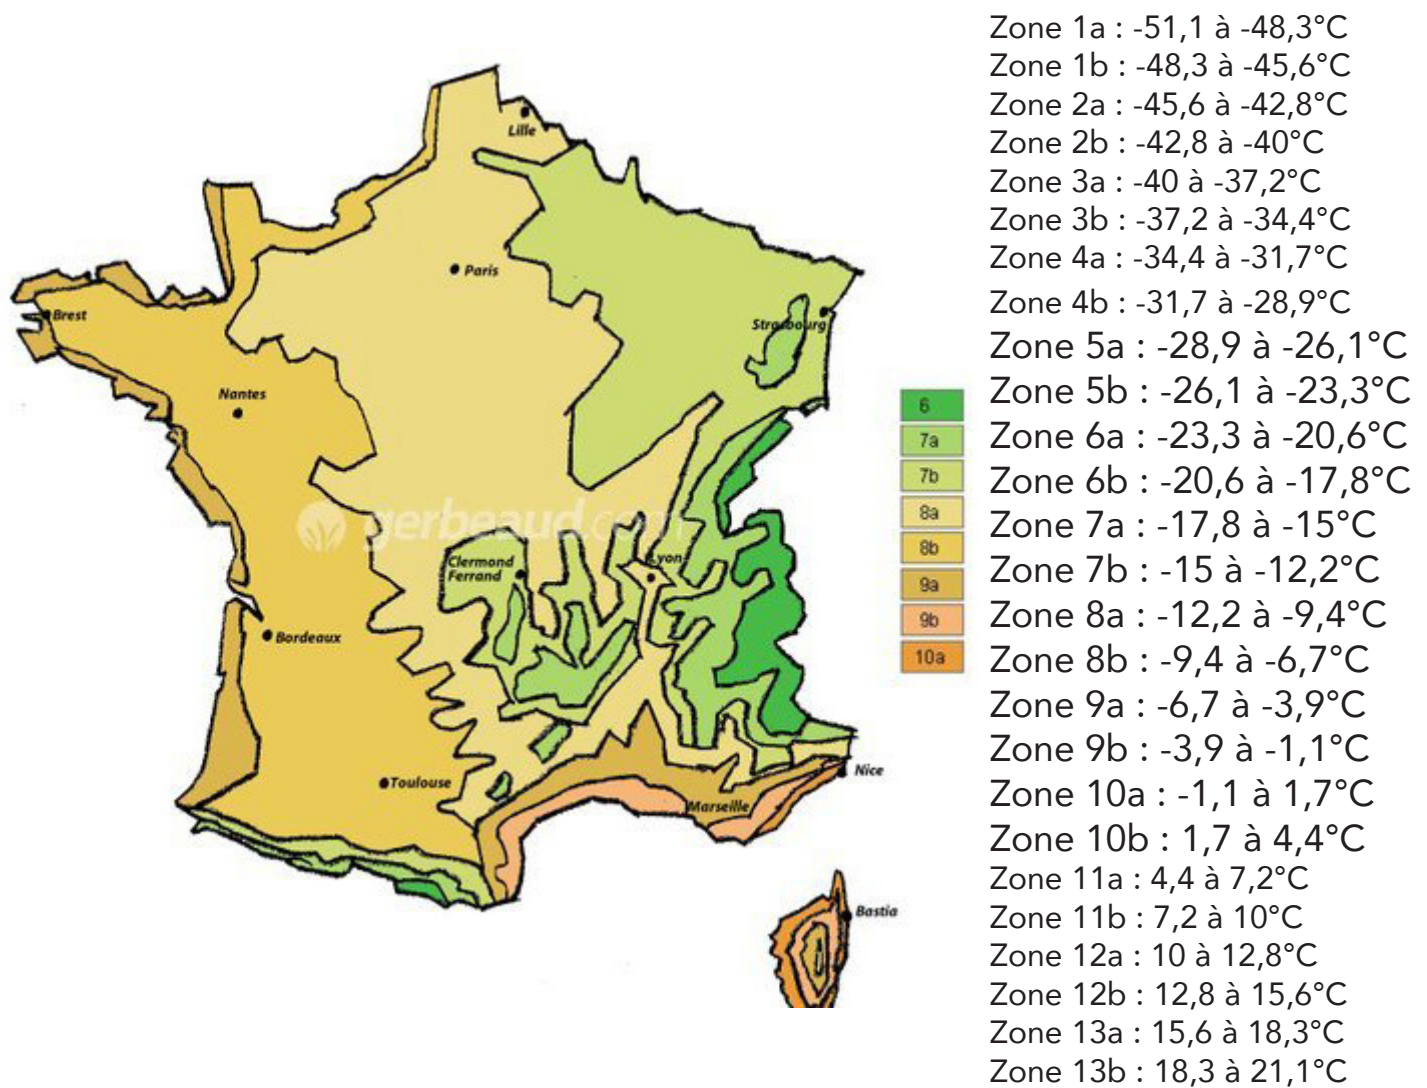 Lille
Paris
Brest
Strasbourg
Nantes
gerbeaud.com
Clermond
Ferrand
Lyon
Bordeaux
Toulouse
Nice
Marseille
Bastia
6
7a
7b
8a
8b
9a
9b
10a
Zone 1a : -51,1 à -48,3°C
Zone 1b : -48,3 à -45,6°C
Zone 2a : -45,6 à -42,8°C
Zone 2b : -42,8 à -40°C
Zone 3a : -40 à -37,2°C
Zone 3b : -37,2 à -34,4°C
Zone 4a : -34,4 à -31,7°C
Zone 4b : -31,7 à -28,9°C
Zone 5a : -28,9 à -26,1°C
Zone 5b : -26,1 à -23,3°C
Zone 6a : -23,3 à -20,6°C
Zone 6b : -20,6 à -17,8°C
Zone 7a : -17,8 à -15°C
Zone 7b : -15 à -12,2°C
Zone 8a : -12,2 à -9,4°C
Zone 8b : -9,4 à -6,7°C
Zone 9a : -6,7 à -3,9°C
Zone 9b : -3,9 à -1,1°C
Zone 10a : -1,1 à 1,7°C
Zone 10b : 1,7 à 4,4°C
Zone 11a : 4,4 à 7,2°C
Zone 11b : 7,2 à 10°C
Zone 12a : 10 à 12,8°C
Zone 12b : 12,8 à 15,6°C
Zone 13a : 15,6 à 18,3°C
Zone 13b : 18,3 à 21,1°C